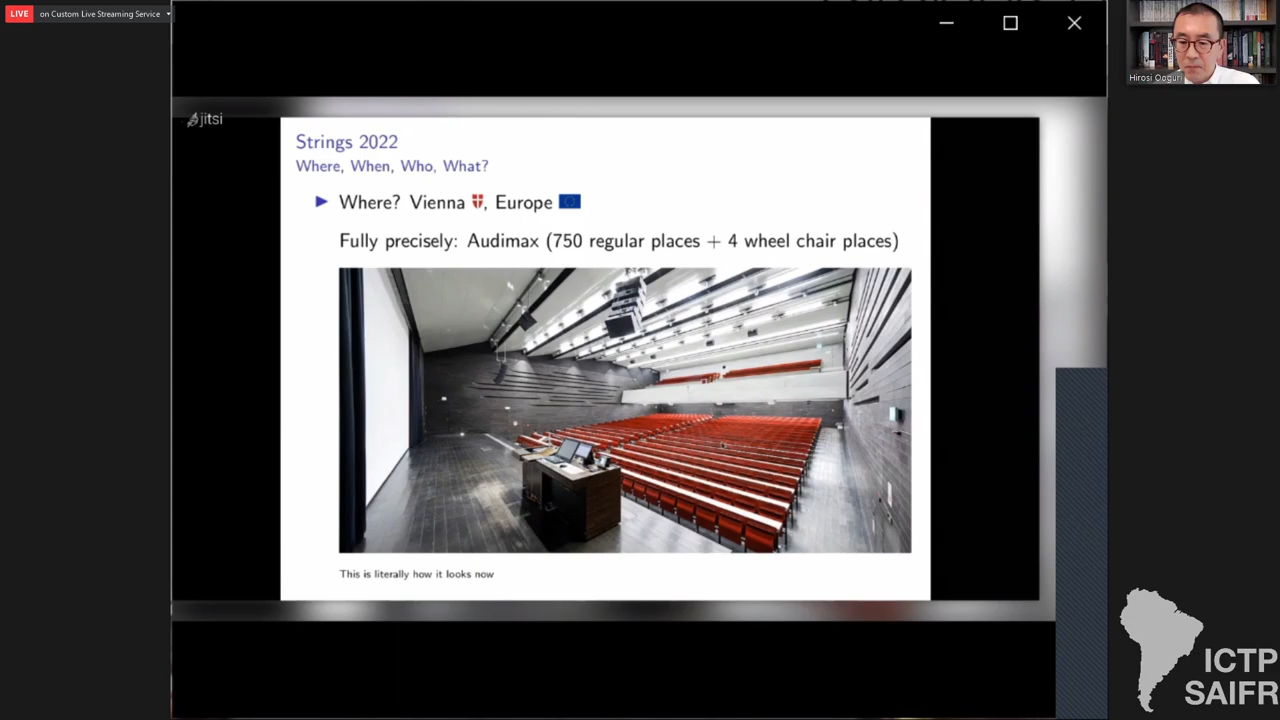 LIVE on Custom Live Streaming Service
Hirosi Ooguri
jitsi
Strings 2022
Where, When, Who, What?
Where? Vienna, Europe
Fully precisely: Audimax (750 regular places + 4 wheel chair places)
This is literally how it looks now
ICTP
SAIFR